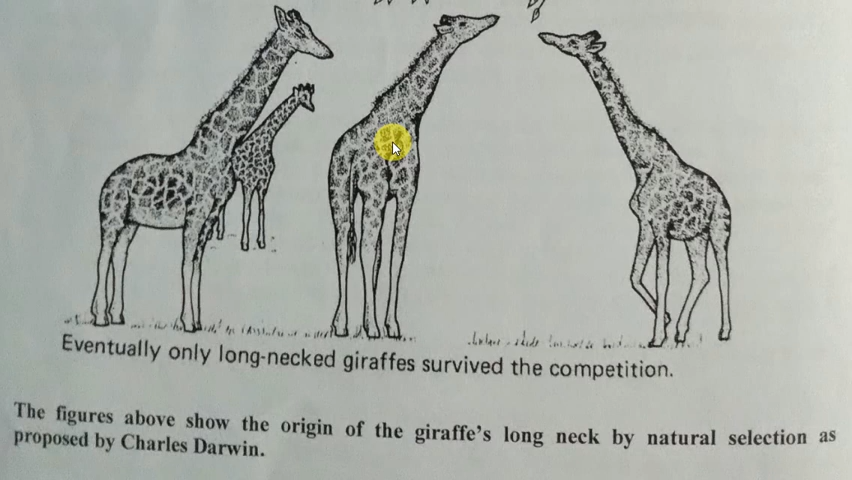 Eventually only long-necked giraffes survived the competition.
The figures above show the origin of the giraffe's long neck by natural selection as
proposed by Charles Darwin.